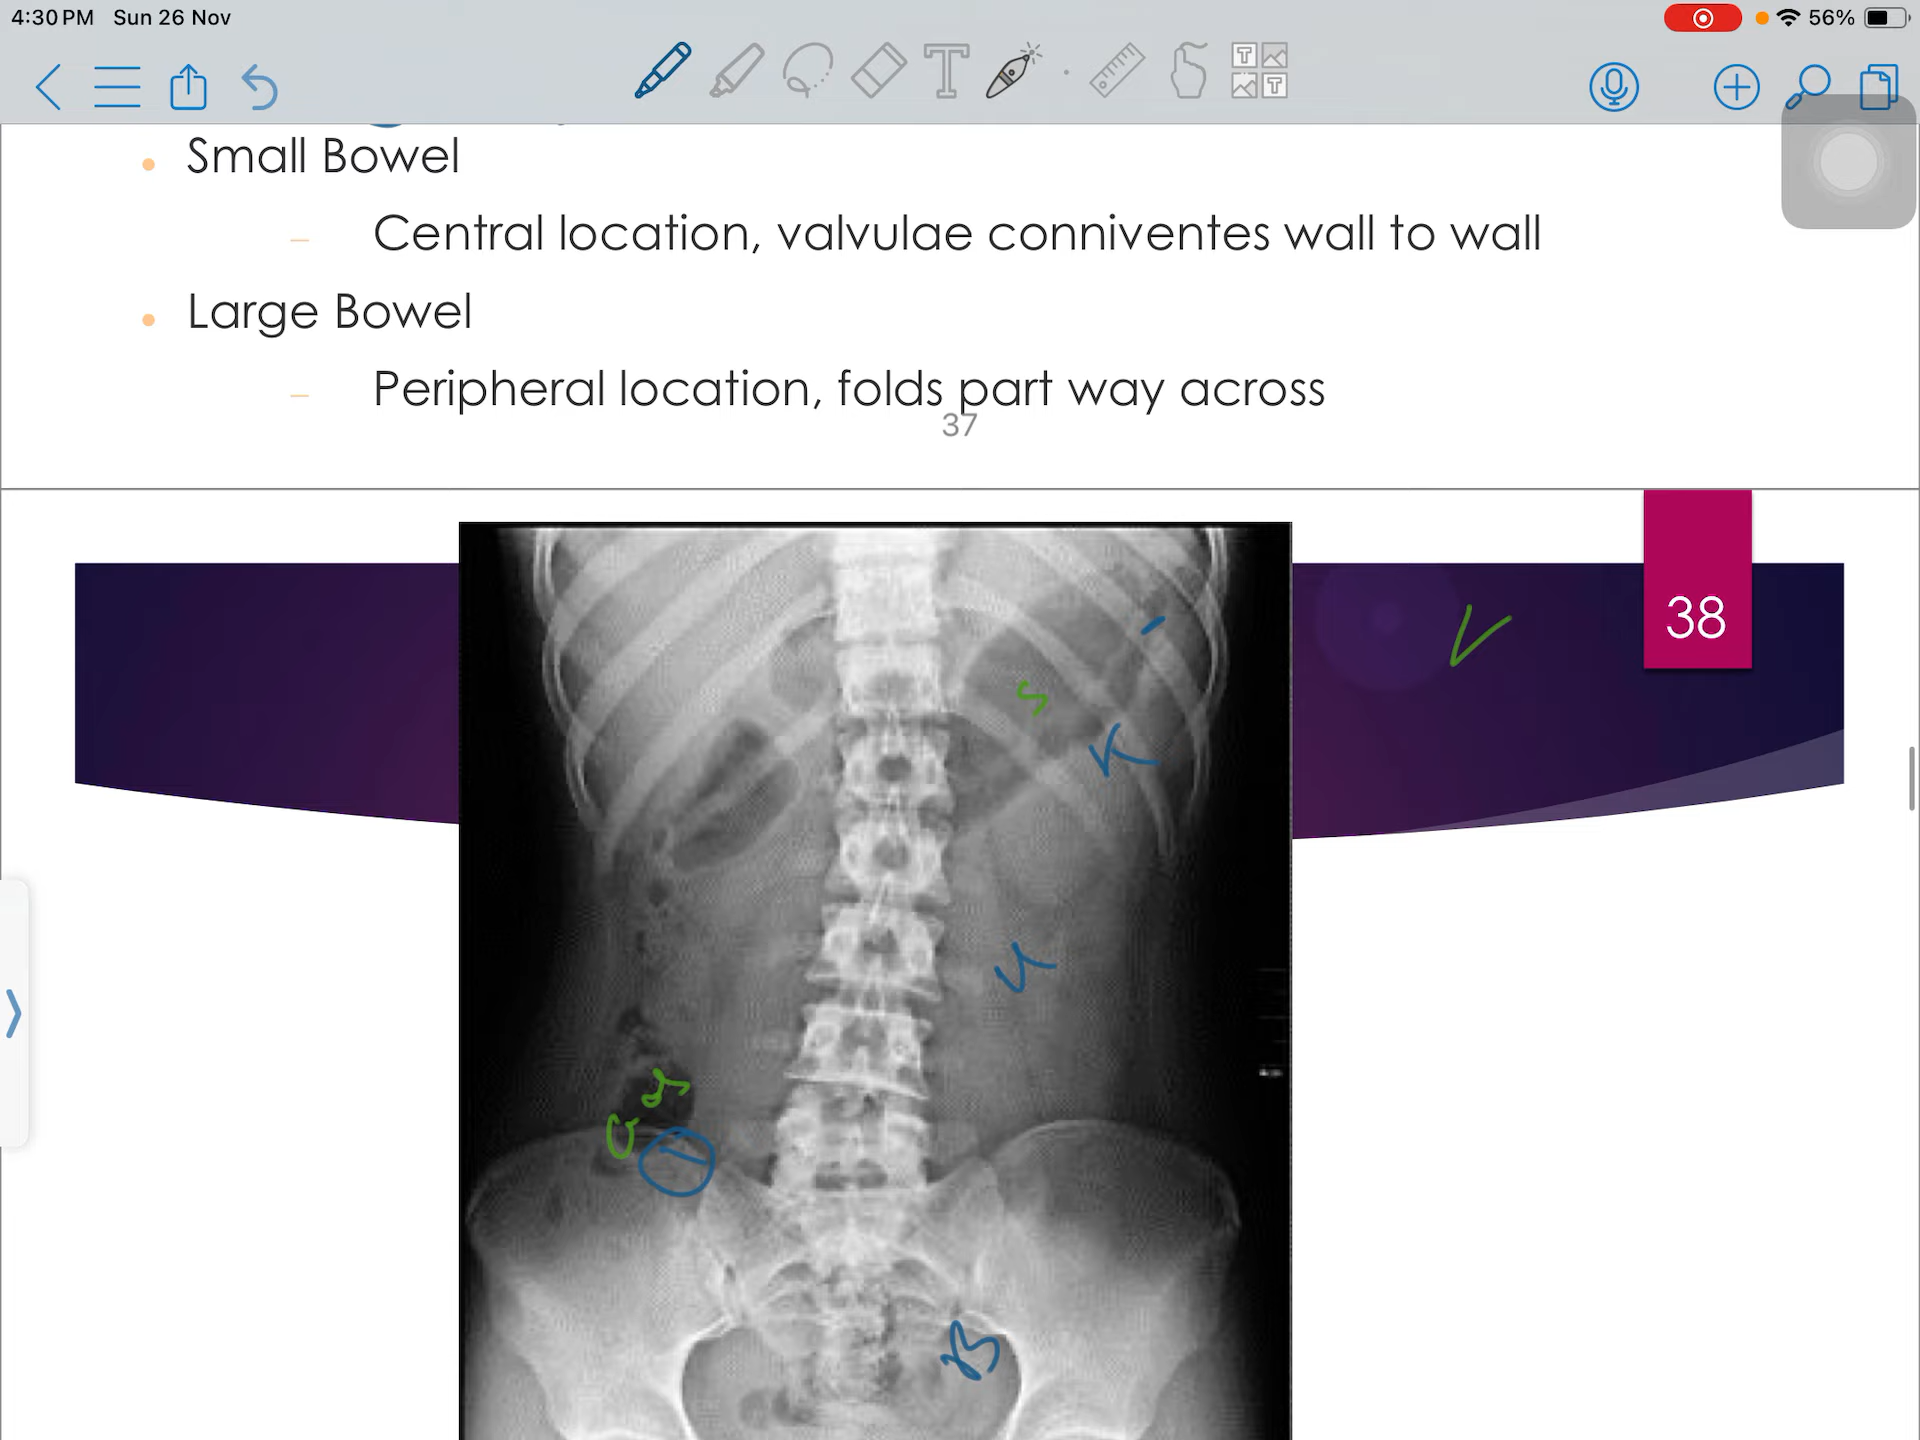 4:30 PM Sun 26 Nov
56%
• Small Bowel
– Central location, valvulae conniventes wall to wall
• Large Bowel
– Peripheral location, folds part way across
37
38
V
S
K
U
Gas
B